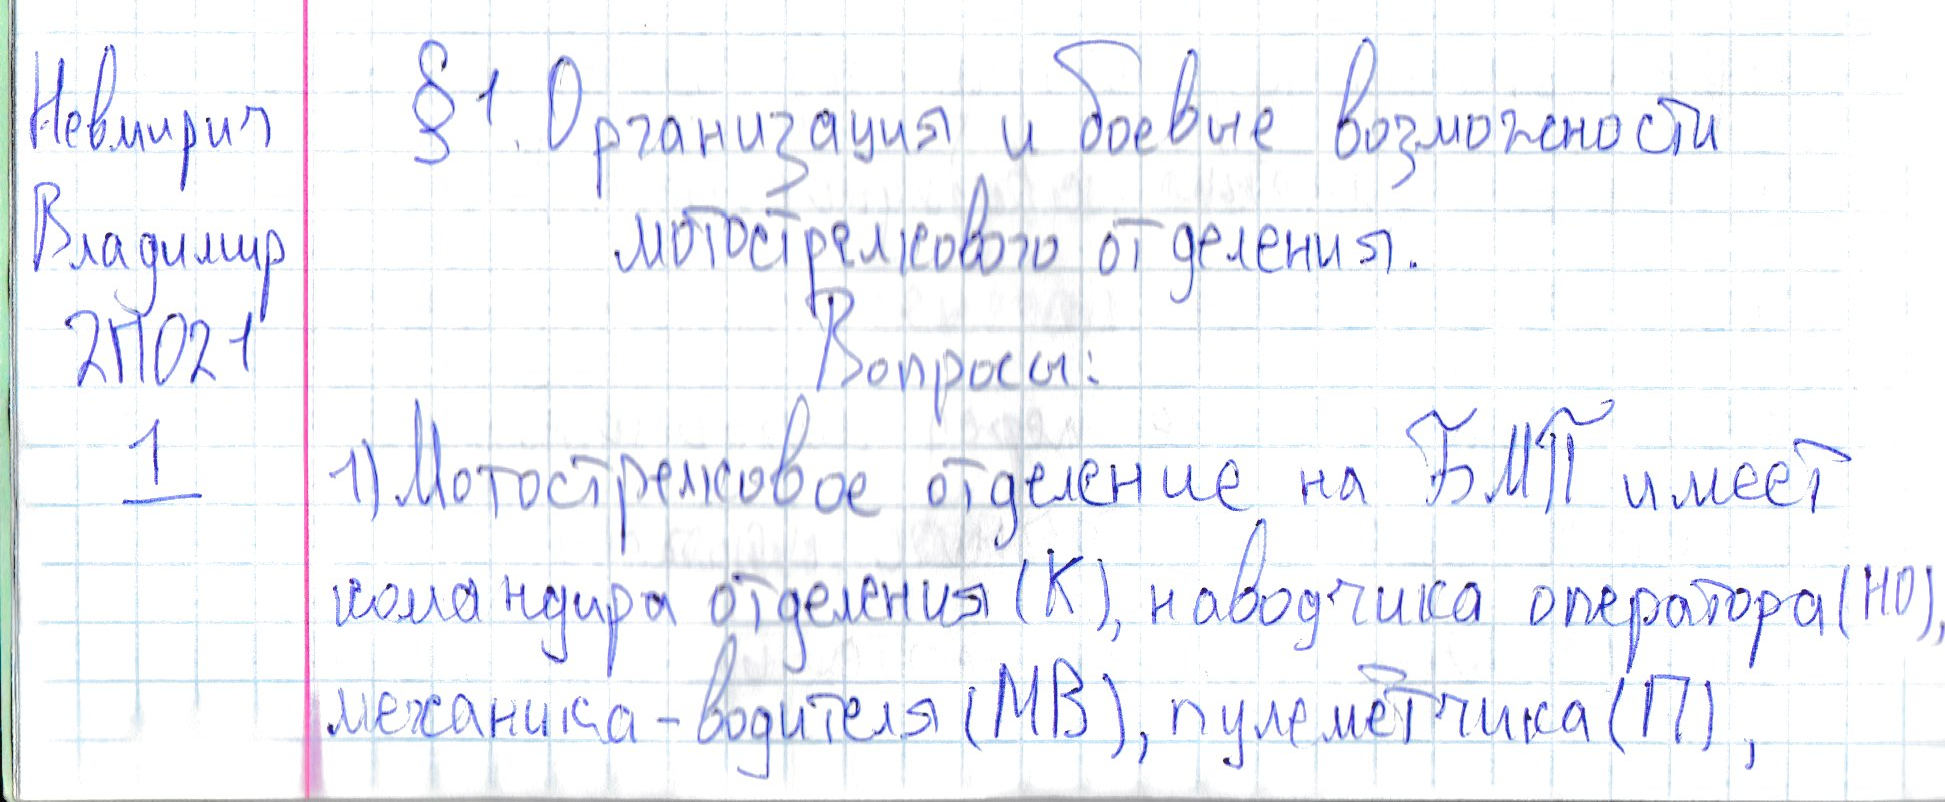 Невмирич
Владимир
2П021
1
§1. Организация и боевые возможности
мотострелкового отделения.
Вопросы:
1) Мотострелковое отделение на БМП имеет
командира отделения (К), наводчика оператора (НО),
механика-водителя (МВ), пулемётчика (П),